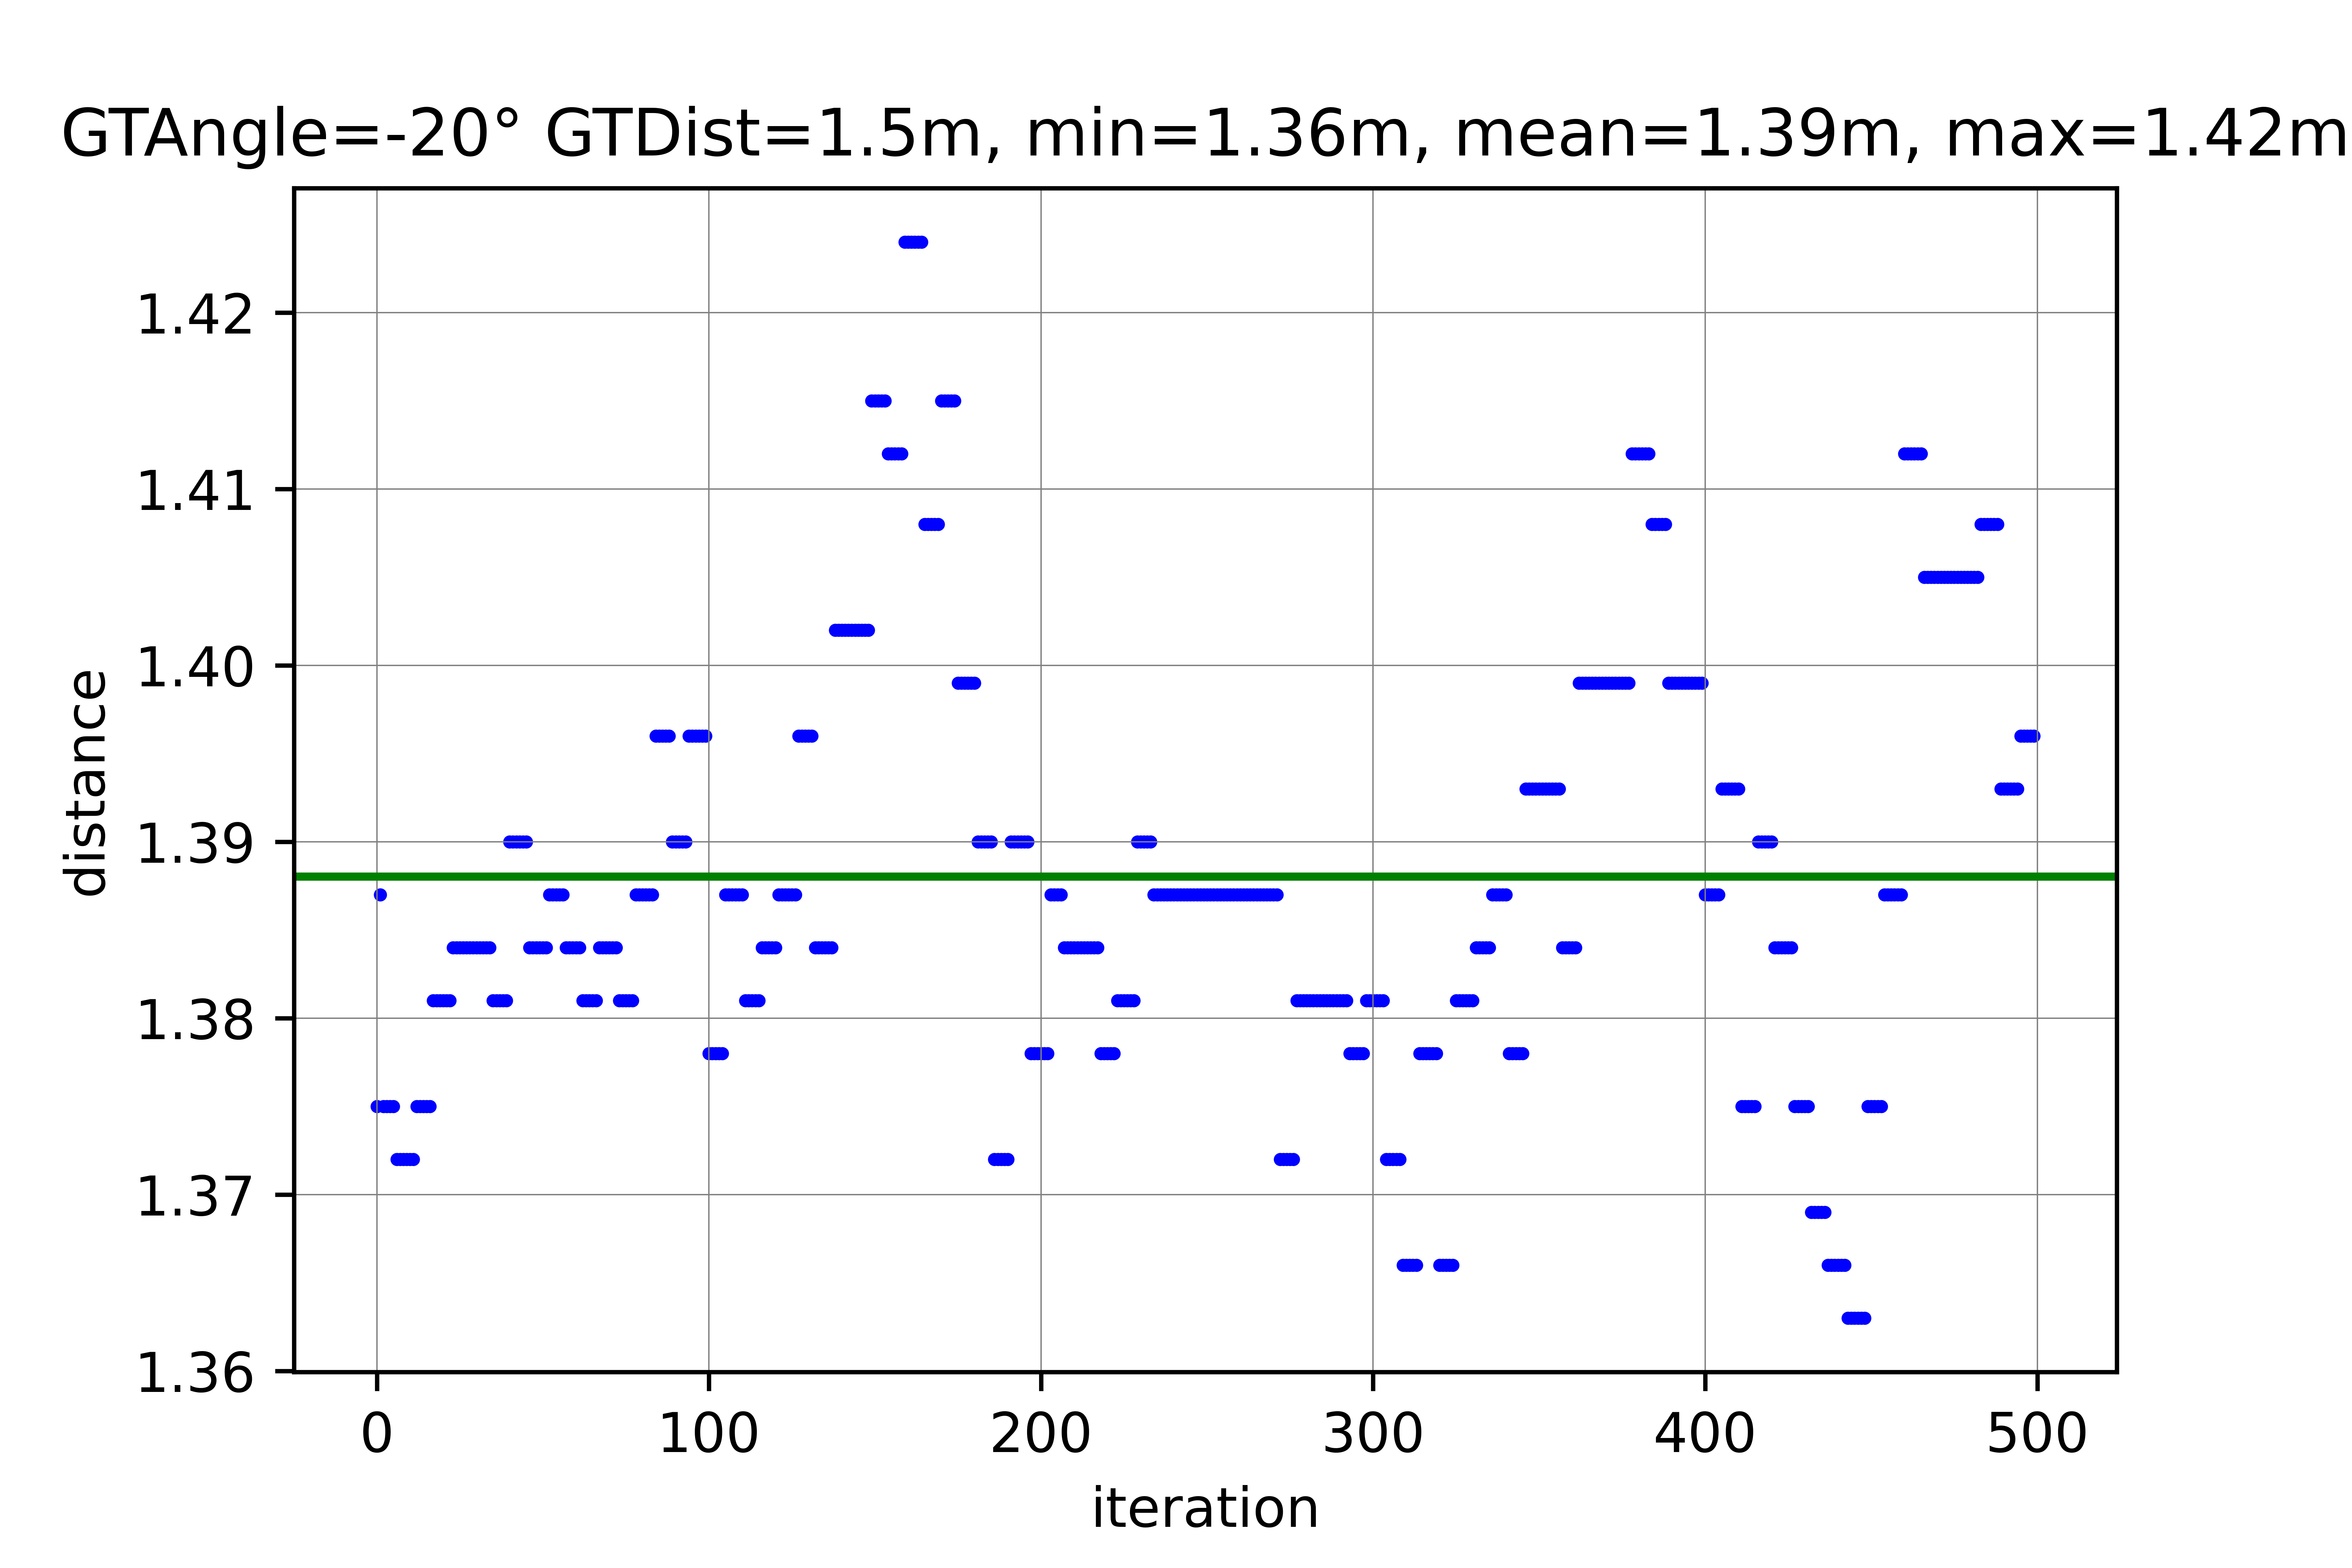 GTAngle=-20° GTDist=1.5m, min=1.36m, mean=1.39m, max=1.42m
distance
1.42
1.41
1.40
1.39
1.38
1.37
1.36
0 100 200 300 400 500
iteration